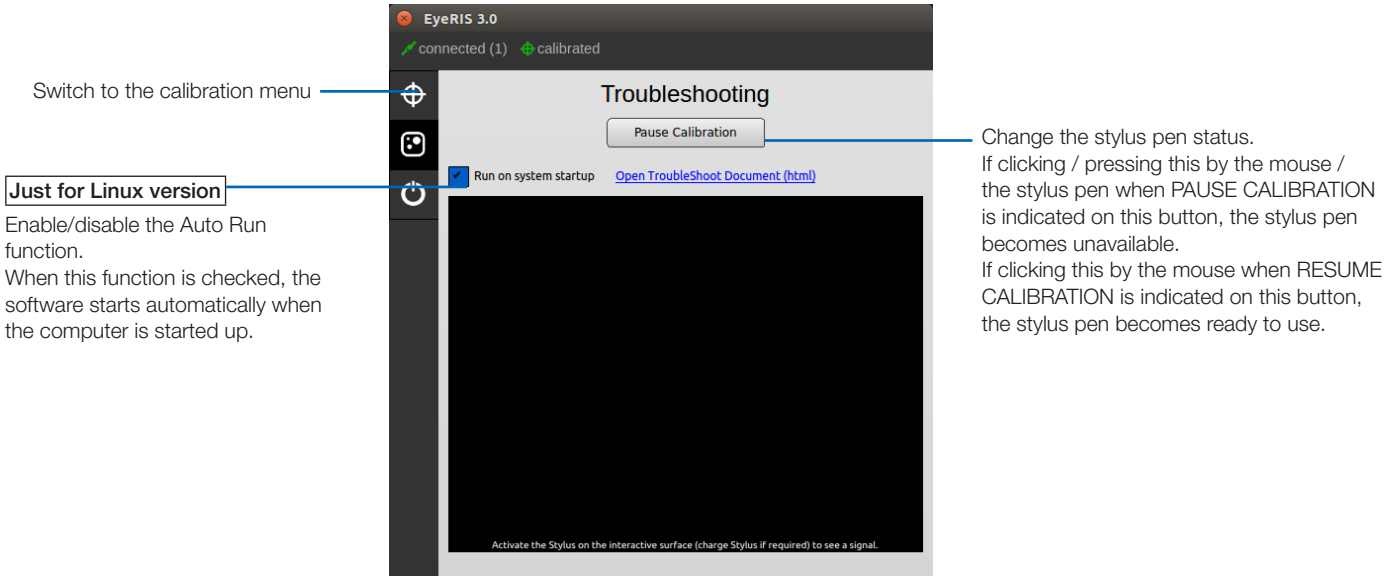 EyeRIS 3.0
connected (1) calibrated
Switch to the calibration menu
Troubleshooting
Pause Calibration
Run on system startup Open TroubleShoot Document (html)
Just for Linux version
Enable/disable the Auto Run
function.
When this function is checked, the
software starts automatically when
the computer is started up.
Change the stylus pen status.
If clicking / pressing this by the mouse /
the stylus pen when PAUSE CALIBRATION
is indicated on this button, the stylus pen
becomes unavailable.
If clicking this by the mouse when RESUME
CALIBRATION is indicated on this button,
the stylus pen becomes ready to use.
Activate the Stylus on the interactive surface (charge Stylus if required) to see a signal.